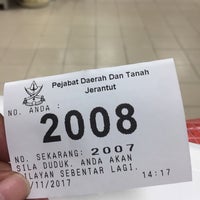 Pejabat Daerah Dan Tanah
Jerantut
NO. ANDA :
2008
NO. SEKARANG: 2007
SILA DUDUK. ANDA AKAN
DILAYAN SEBENTAR LAGI.
/11/2017 14:17